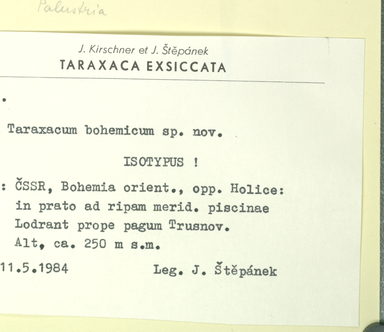 Palustria
J. Kirschner et J. Štěpánek
TARAXACA EXSICCATA
.
Taraxacum bohemicum sp. nov.
ISOTYPUS !
: ČSSR, Bohemia orient., opp. Holice:
in prato ad ripam merid. piscinae
Lodrant prope pagum Trusnov.
Alt, ca. 250 m s.m.
11.5.1984 Leg. J. Štěpánek